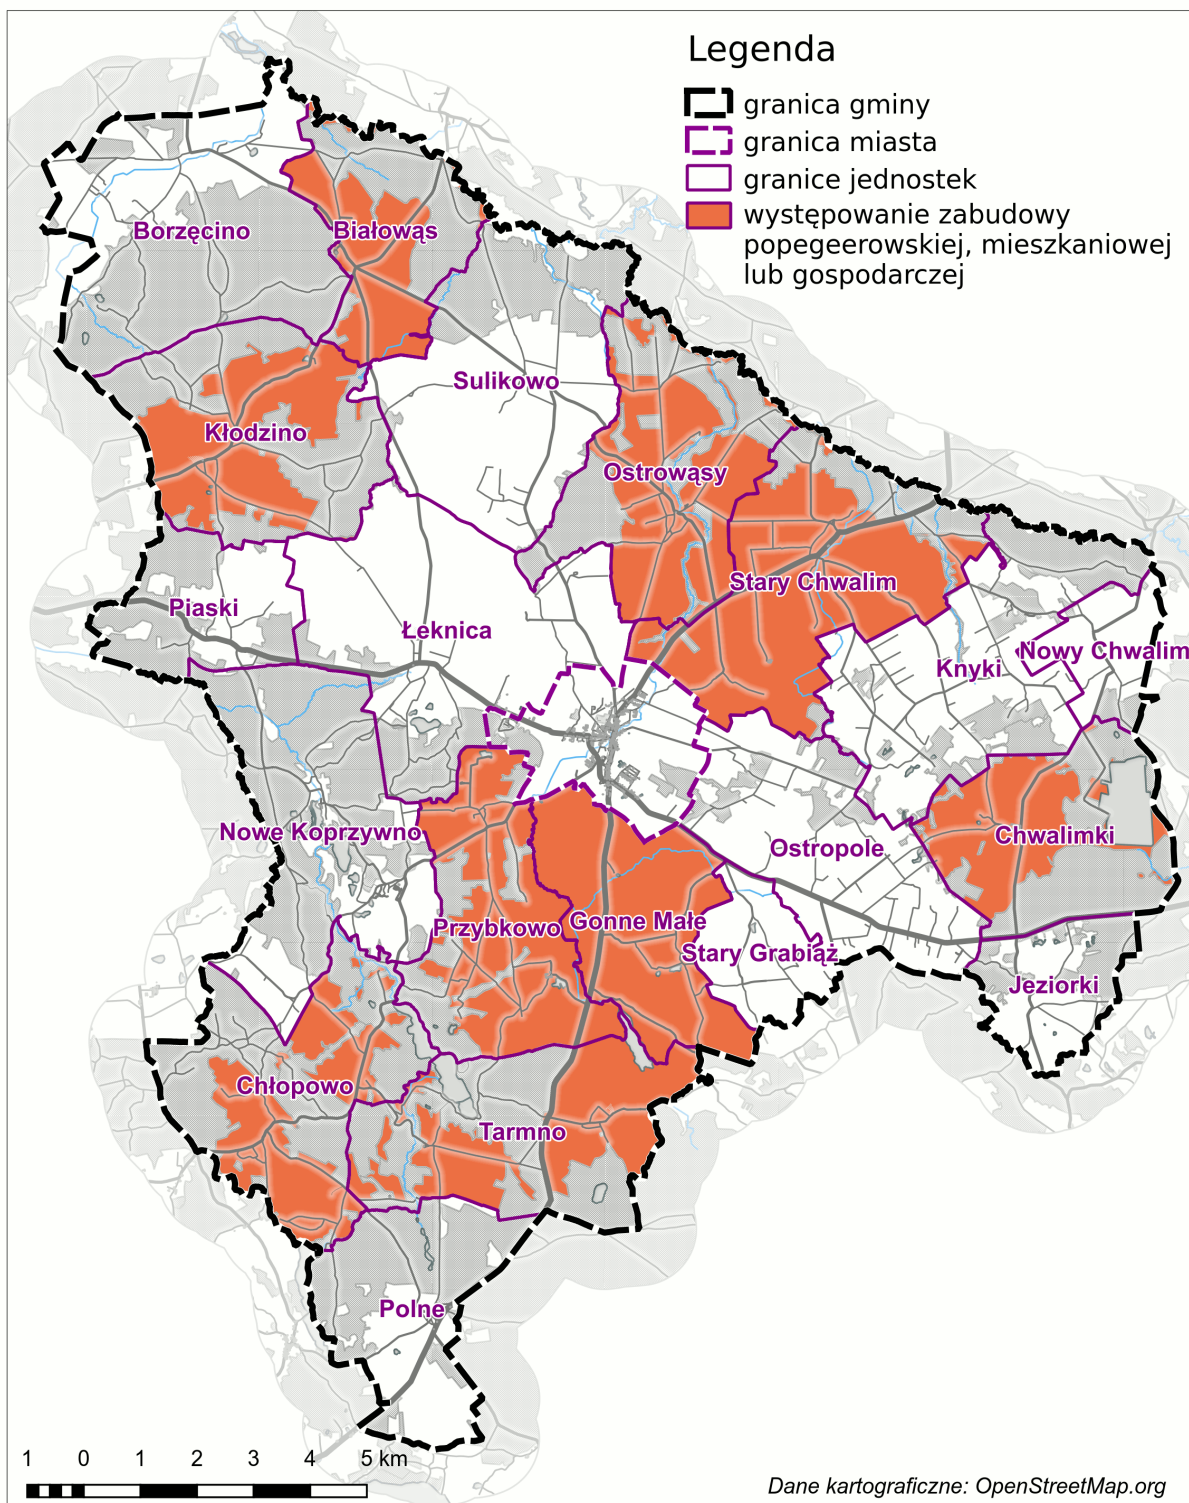 Legenda
granica gminy
granica miasta
granice jednostek
występowanie zabudowy
popegeerowskiej, mieszkaniowej
lub gospodarczej
Borzęcino
Białowąs
Sulikowo
Kłodzino
Ostrowąsy
Stary Chwalim
Piaski
Łeknica
Knyki
Nowy Chwalim
Nowe Koprzywno
Chwalimki
Ostropole
Przybkowo
Gonne Małe
Stary Grabiąż
Jeziorki
Chłopowo
Tarmno
Polne
1 0 1 2 3 4 5 km
Dane kartograficzne: OpenStreetMap.org